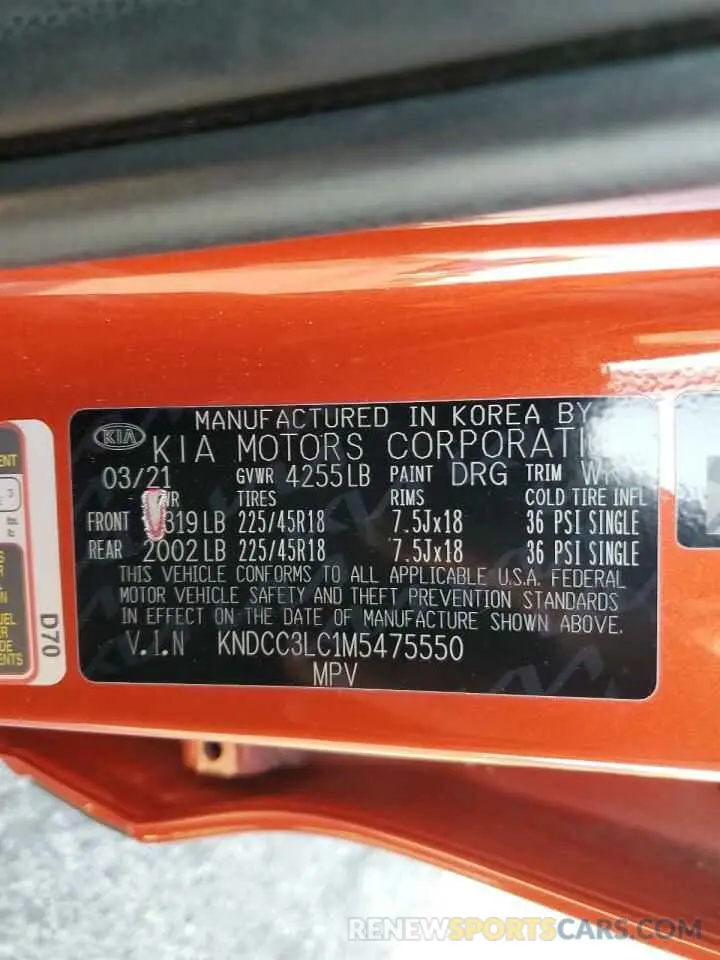 MANUFACTURED IN KOREA BY
KIA KIA MOTORS CORPORATI
03/21 GVWR 4255LB PAINT DRG TRIM
TIRES RIMS COLD TIRE INFL
FRONT 319LB 225/45R18 7.5Jx18 36 PSI SINGLE
REAR 2002LB 225/45R18 7.5Jx18 36 PSI SINGLE
THIS VEHICLE CONFORMS TO ALL APPLICABLE U.S.A. FEDERAL
MOTOR VEHICLE SAFETY AND THEFT PREVENTION STANDARDS
IN EFFECT ON THE DATE OF MANUFACTURE SHOWN ABOVE.
V.I.N KNDCC3LC1M5475550
MPV
D70
RENEWSPORTSCARS.COM